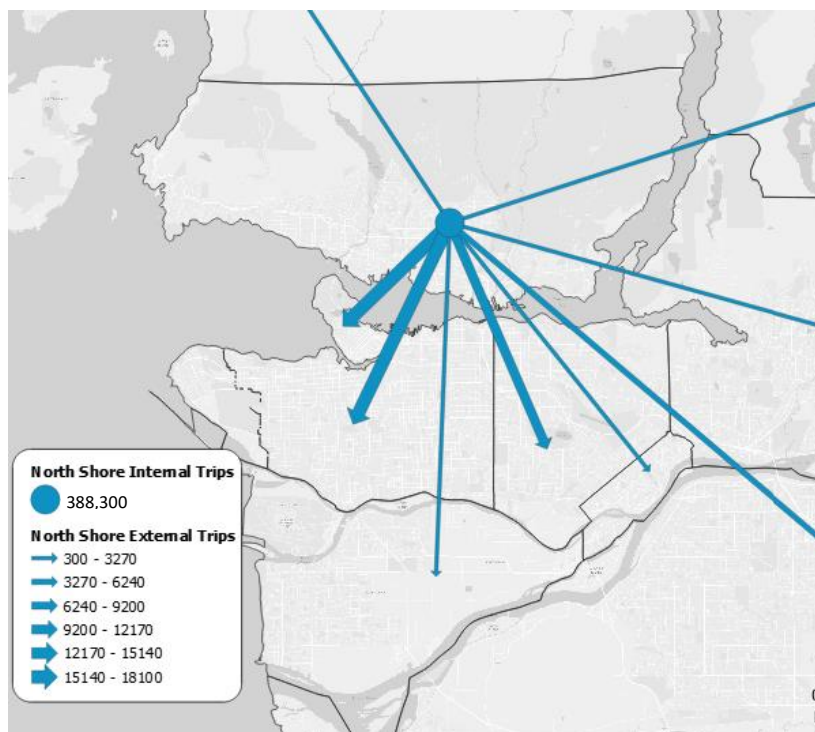 North Shore Internal Trips
388,300
North Shore External Trips
300 - 3270
3270 - 6240
6240 - 9200
9200 - 12170
12170 - 15140
15140 - 18100